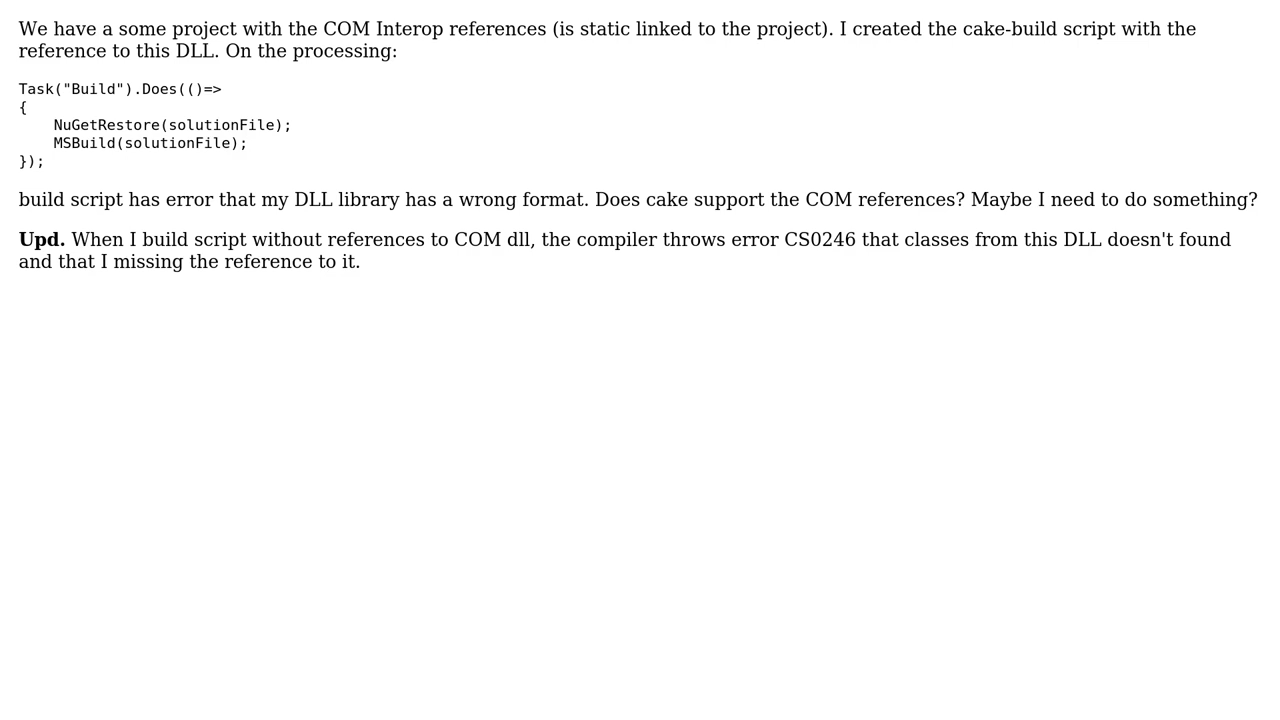 We have a some project with the COM Interop references (is static linked to the project). I created the cake-build script with the
reference to this DLL. On the processing:
Task("Build").Does(()=>
{
    NuGetRestore(solutionFile);
    MSBuild(solutionFile);
});
build script has error that my DLL library has a wrong format. Does cake support the COM references? Maybe I need to do something?
Upd. When I build script without references to COM dll, the compiler throws error CS0246 that classes from this DLL doesn't found
and that I missing the reference to it.